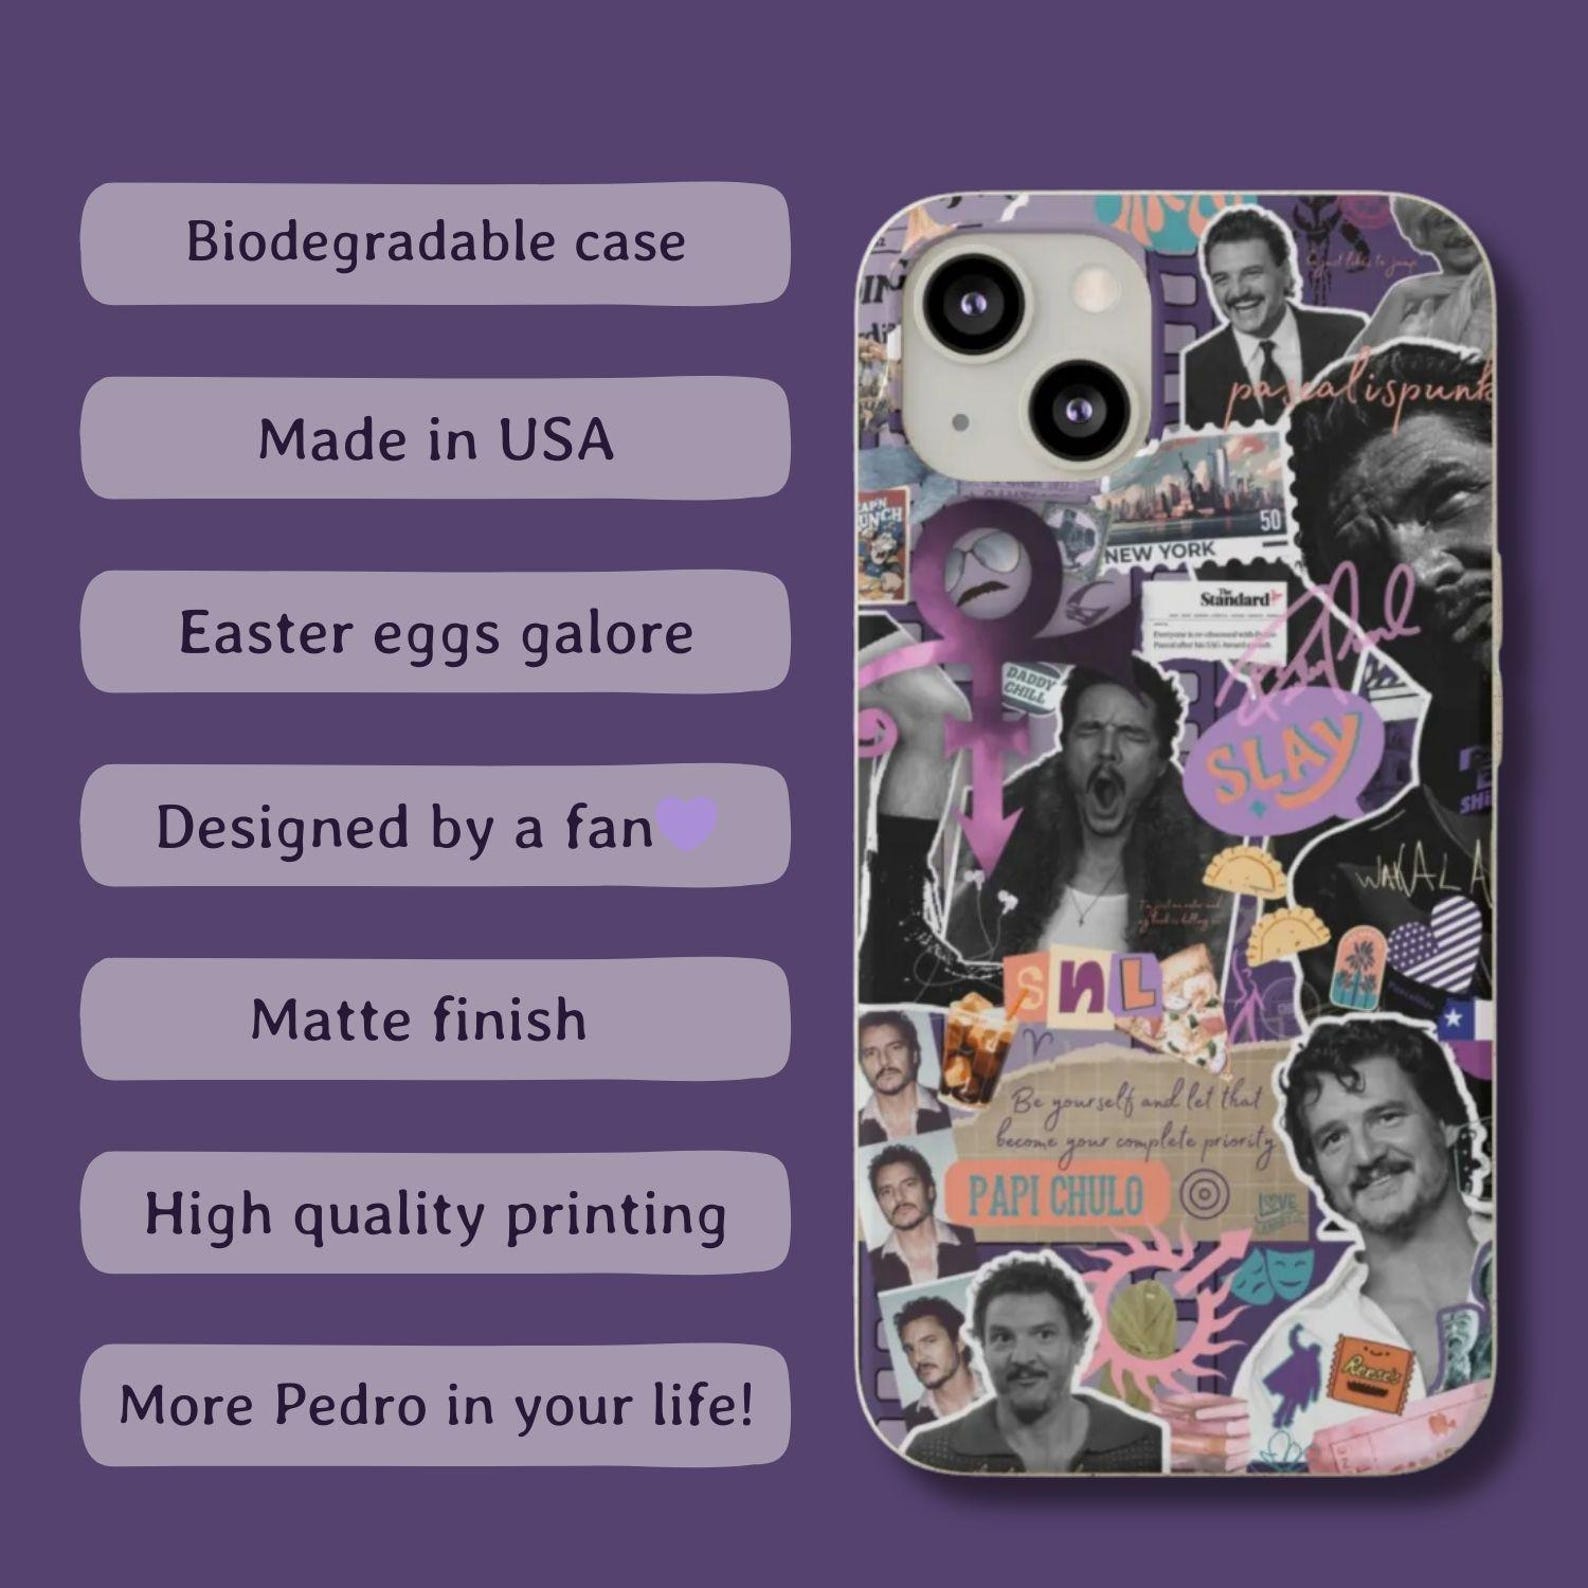 Biodegradable case
Made in USA
Easter eggs galore
Designed by a fan
Matte finish
High quality printing
More Pedro in your life!
pascalispunk
50
NEW YORK
The Standard
DADDY
CHILL
SLAY
WAKALA
snL
Be yourself and let that
become your complete priority
PAPI CHULO
LOVE
Reese's